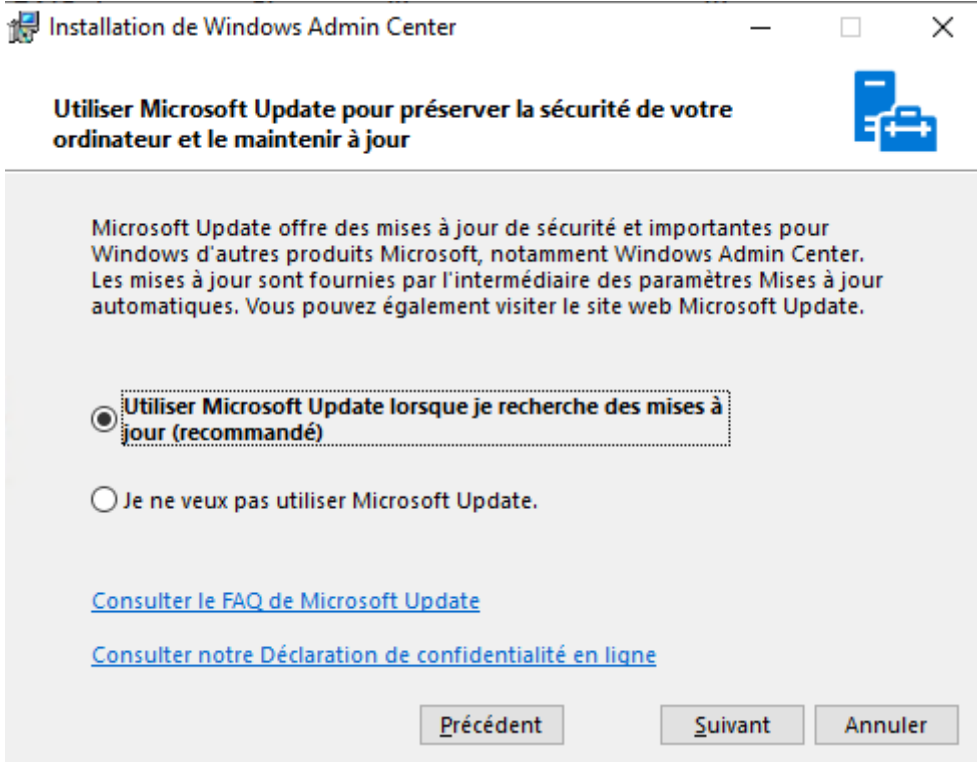 Installation de Windows Admin Center
Utiliser Microsoft Update pour préserver la sécurité de votre
ordinateur et le maintenir à jour
Microsoft Update offre des mises à jour de sécurité et importantes pour
Windows d'autres produits Microsoft, notamment Windows Admin Center.
Les mises à jour sont fournies par l'intermédiaire des paramètres Mises à jour
automatiques. Vous pouvez également visiter le site web Microsoft Update.
Utiliser Microsoft Update lorsque je recherche des mises à
jour (recommandé)
Je ne veux pas utiliser Microsoft Update.
Consulter le FAQ de Microsoft Update
Consulter notre Déclaration de confidentialité en ligne
Précédent Suivant Annuler